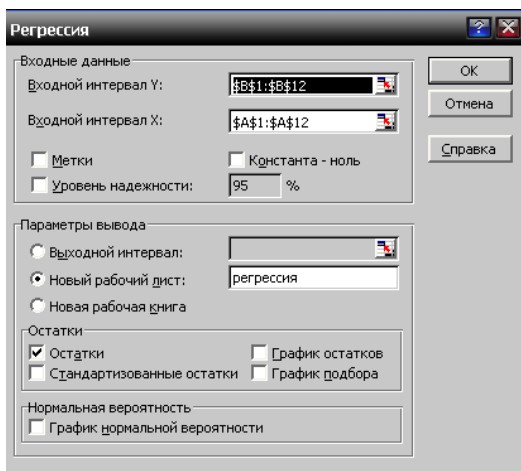 Регрессия
Входные данные
Входной интервал Y:
$B$1:$B$12
Входной интервал X:
$A$1:$A$12
Метки
Константа - ноль
Уровень надежности:
95
%
OK
Отмена
Справка
Параметры вывода
Выходной интервал:
Новый рабочий лист:
регрессия
Новая рабочая книга
Остатки
Остатки
График остатков
Стандартизованные остатки
График подбора
Нормальная вероятность
График нормальной вероятности